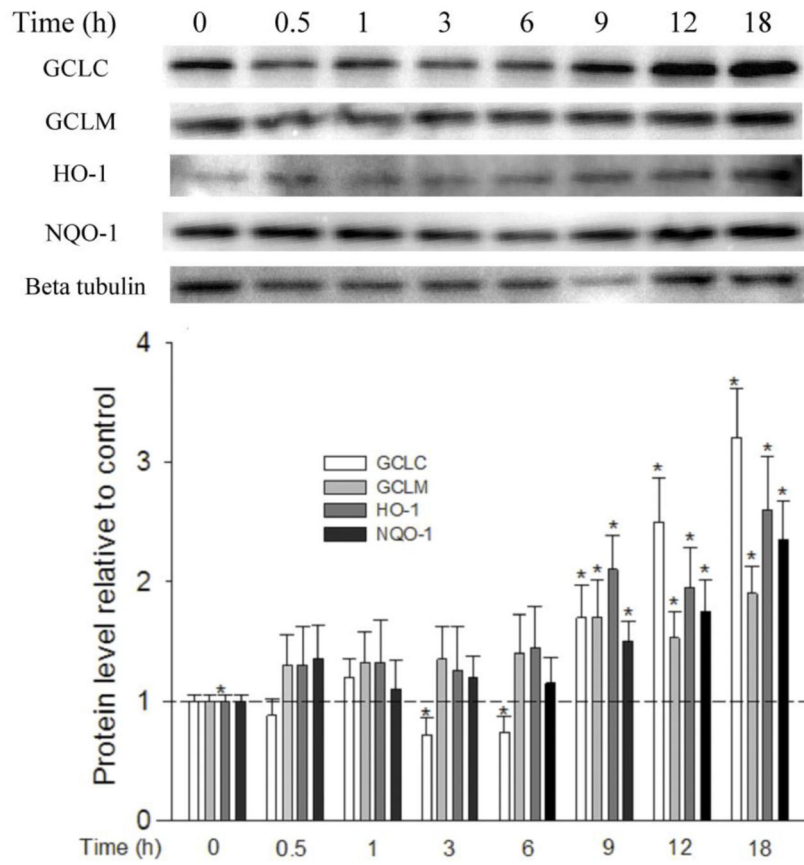 Time (h) 0 0.5 1 3 6 9 12 18
GCLC
GCLM
HO-1
NQO-1
Beta tubulin
4
3
2
1
0
Protein level relative to control
GCLC
GCLM
HO-1
NQO-1
* * * * * * * * * * * * * * *
Time (h) 0 0.5 1 3 6 9 12 18